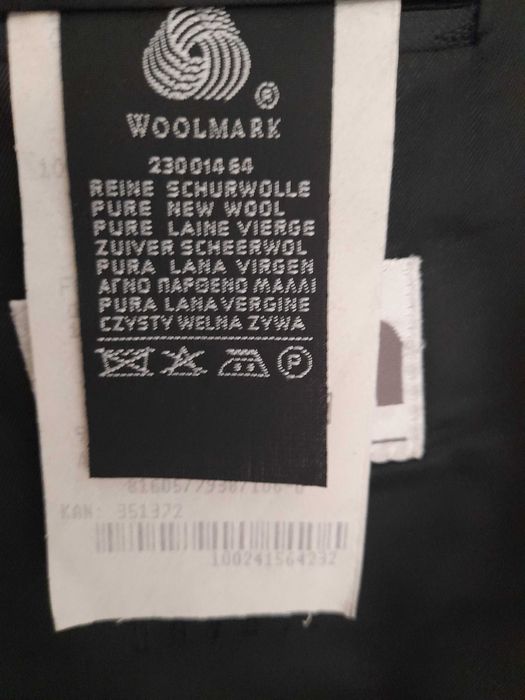 ®
WOOLMARK
23001464
REINE SCHURWOLLE
PURE NEW WOOL
PURE LAINE VIERGE
ZUIVER SCHEERWOL
PURA LANA VIRGEN
ΑΓΝΟ ΠΑΡΘΕΝΟ ΜΑΛΛΙ
PURA LANA VERGINE
CZYSTY WELNA ZYWA
P
KAN: 351372
100241564232